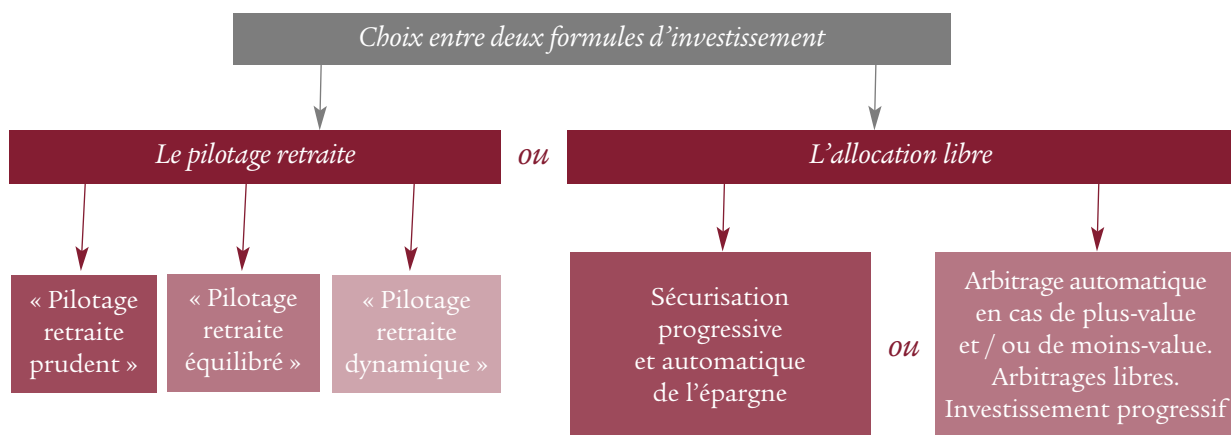 Choix entre deux formules d’investissement
Le pilotage retraite
ou
L’allocation libre
« Pilotage
retraite
prudent »
« Pilotage
retraite
équilibré »
« Pilotage
retraite
dynamique »
Sécurisation
progressive
et automatique
de l’épargne
ou
Arbitrage automatique
en cas de plus-value
et / ou de moins-value.
Arbitrages libres.
Investissement progressif